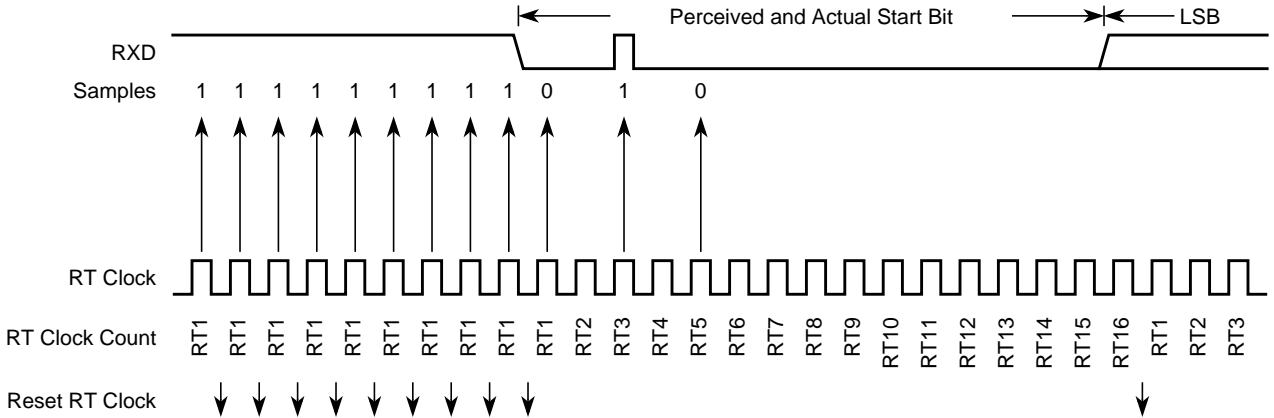 Perceived and Actual Start Bit LSB
RXD
Samples 1 1 1 1 1 1 1 1 1 0 1 0
RT Clock
RT Clock Count RT1 RT1 RT1 RT1 RT1 RT1 RT1 RT1 RT1 RT1 RT2 RT3 RT4 RT5 RT6 RT7 RT8 RT9 RT10 RT11 RT12 RT13 RT14 RT15 RT16 RT1 RT2 RT3
Reset RT Clock